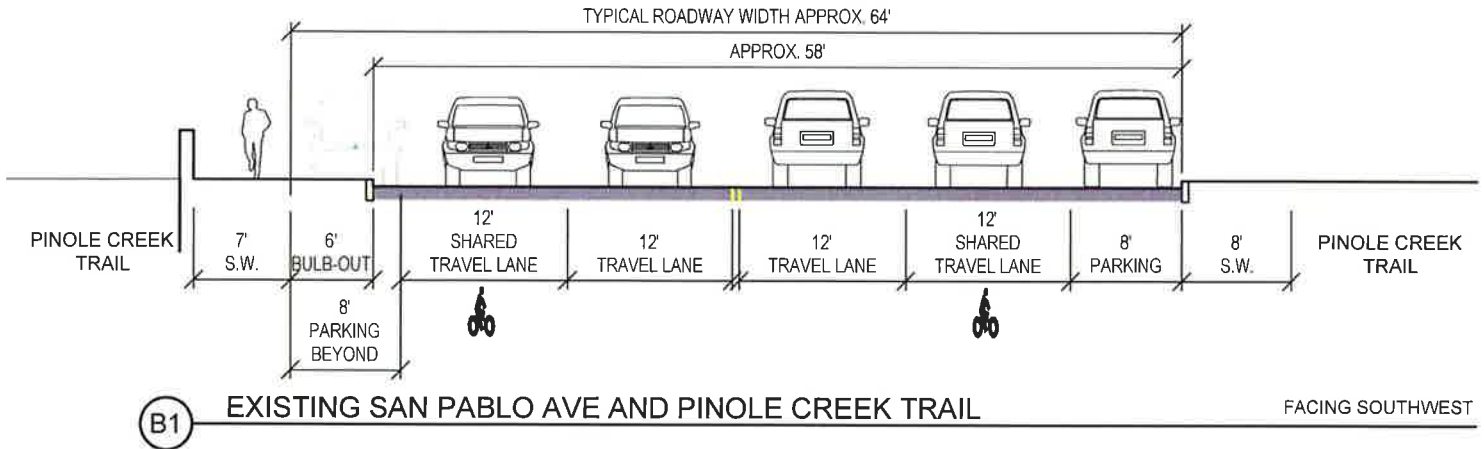 TYPICAL ROADWAY WIDTH APPROX. 64'
APPROX. 58'
PINOLE CREEK
TRAIL
7'
S.W.
6'
BULB-OUT
8'
PARKING
BEYOND
12'
SHARED
TRAVEL LANE
12'
TRAVEL LANE
12'
TRAVEL LANE
12'
SHARED
TRAVEL LANE
8'
PARKING
8'
S.W.
PINOLE CREEK
TRAIL
B1
EXISTING SAN PABLO AVE AND PINOLE CREEK TRAIL
FACING SOUTHWEST